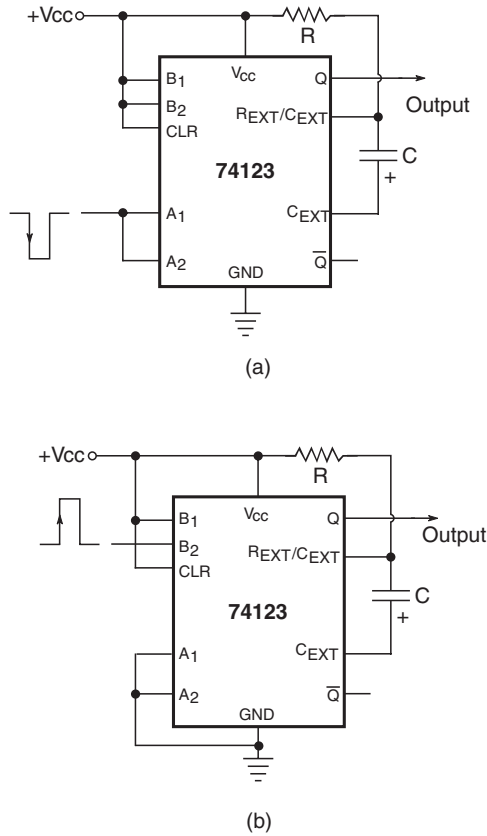 +Vcc
R
Vcc
Q
Output
B1
B2
CLR
REXT/CEXT
C
+
74123
A1
CEXT
A2
GND
Q̅
(a)
+Vcc
R
Vcc
Q
Output
B1
B2
CLR
REXT/CEXT
C
+
74123
A1
CEXT
A2
Q̅
GND
(b)